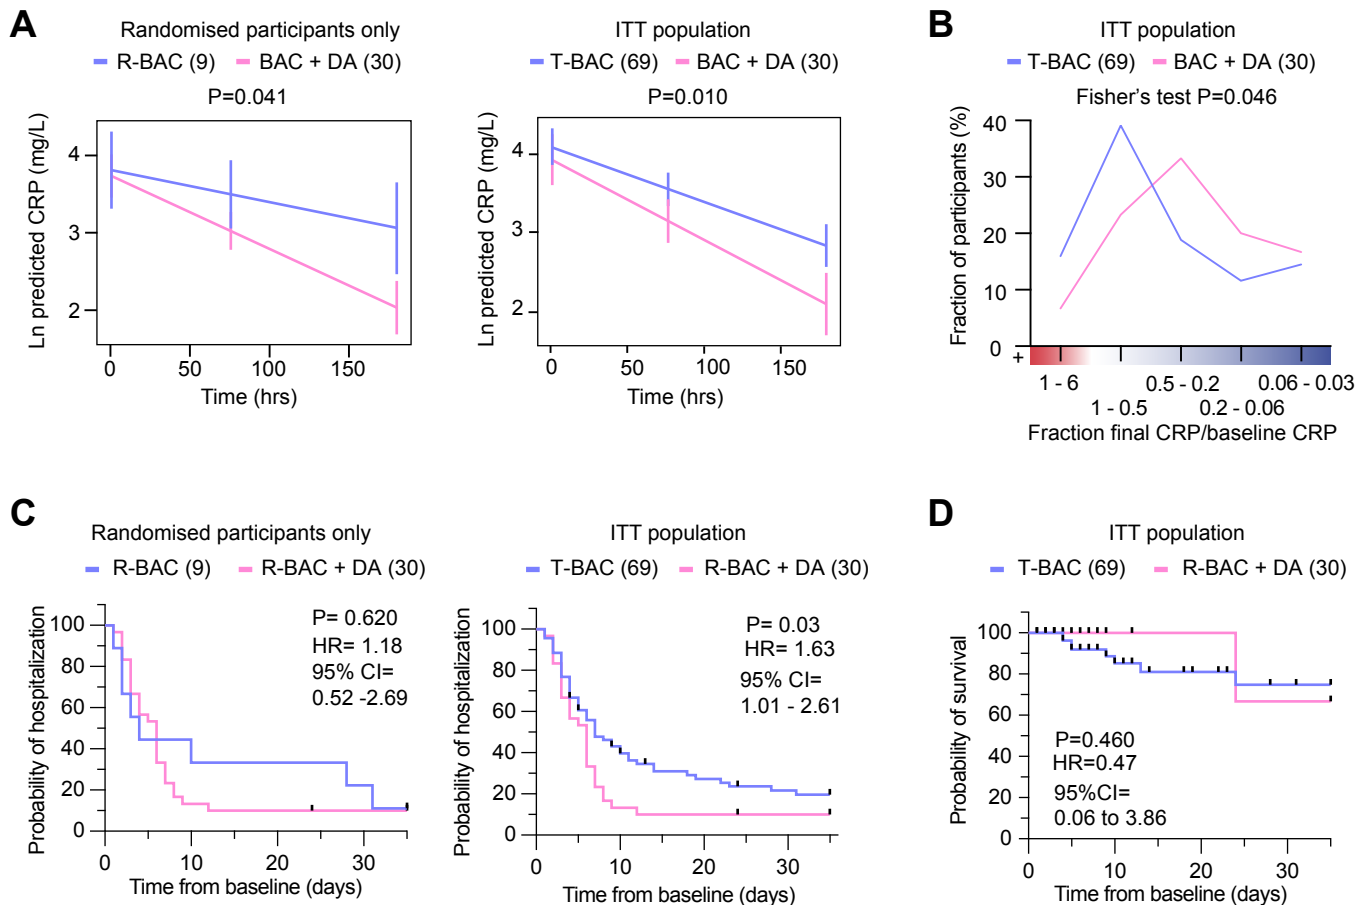 A
Randomised participants only
R-BAC (9) BAC + DA (30)
P=0.041
Ln predicted CRP (mg/L)
4
3
2
0 50 100 150
Time (hrs)
ITT population
T-BAC (69) BAC + DA (30)
P=0.010
Ln predicted CRP (mg/L)
4
3
2
0 50 100 150
Time (hrs)
B
ITT population
T-BAC (69) BAC + DA (30)
Fisher's test P=0.046
Fraction of participants (%)
40
30
20
10
0
+
1 - 6 0.5 - 0.2 0.06 - 0.03
1 - 0.5 0.2 - 0.06
Fraction final CRP/baseline CRP
C
Randomised participants only
R-BAC (9) R-BAC + DA (30)
P= 0.620
HR= 1.18
95% CI=
0.52 -2.69
Probability of hospitalization
100
80
60
40
20
0
0 10 20 30
Time from baseline (days)
ITT population
T-BAC (69) R-BAC + DA (30)
P= 0.03
HR= 1.63
95% CI=
1.01 - 2.61
Probability of hospitalization
100
80
60
40
20
0
0 10 20 30
Time from baseline (days)
D
ITT population
T-BAC (69) R-BAC + DA (30)
Probability of survival
100
80
60
40
20
0
P=0.460
HR=0.47
95%CI=
0.06 to 3.86
0 10 20 30
Time from baseline (days)